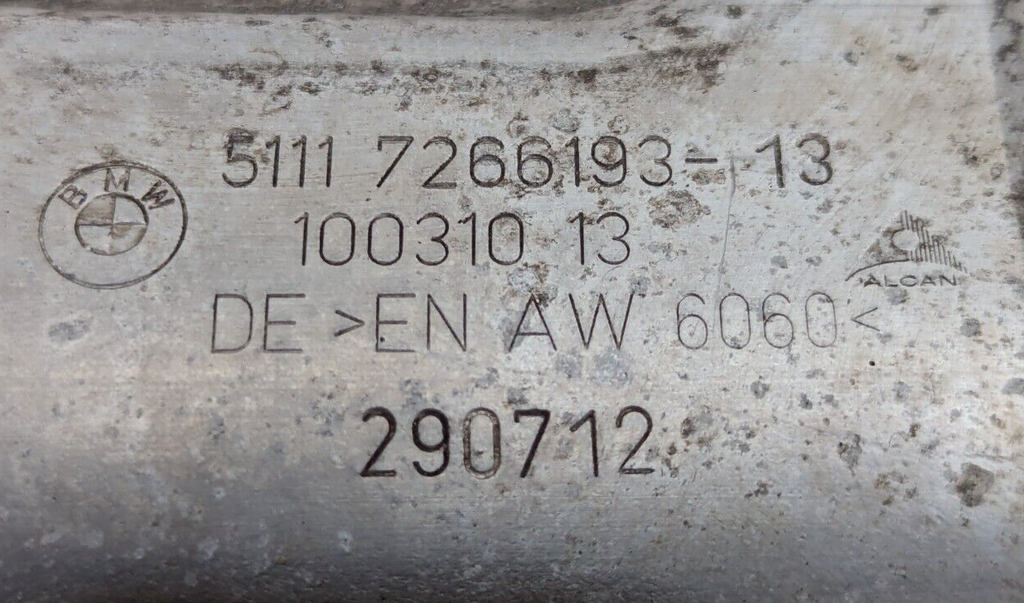 5111 7266193- 13
BMW
100310 13
ALCAN
DE >EN AW 6060<
290712